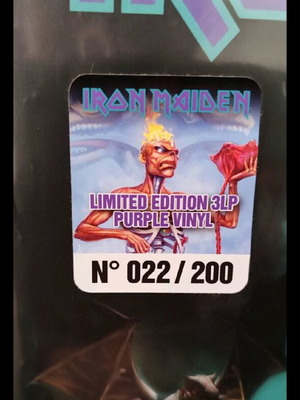 IRON MAIDEN
LIMITED EDITION 3LP
PURPLE VINYL
N° 022 / 200